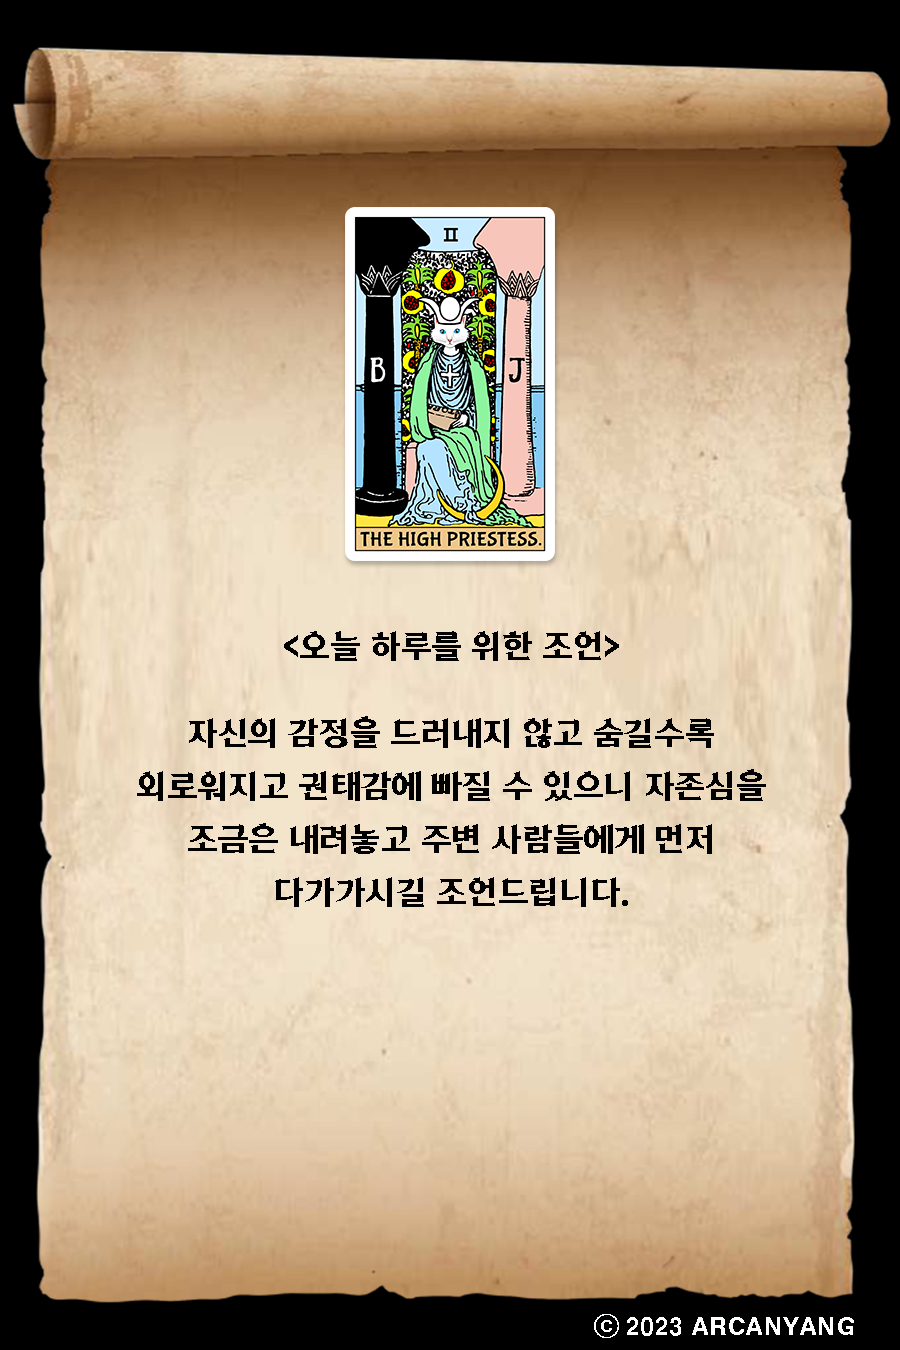 II
B
J
THE HIGH PRIESTESS.
<오늘 하루를 위한 조언>
자신의 감정을 드러내지 않고 숨길수록
외로워지고 권태감에 빠질 수 있으니 자존심을
조금은 내려놓고 주변 사람들에게 먼저
다가가시길 조언드립니다.
ⓒ 2023 ARCANYANG